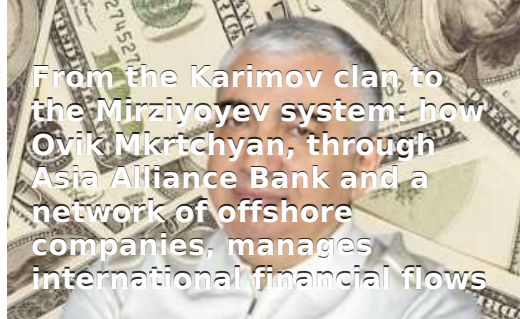 From the Karimov clan to
the Mirziyoyev system: how
Ovik Mkrtchyan, through
Asia Alliance Bank and a
network of offshore
companies, manages
international financial flows